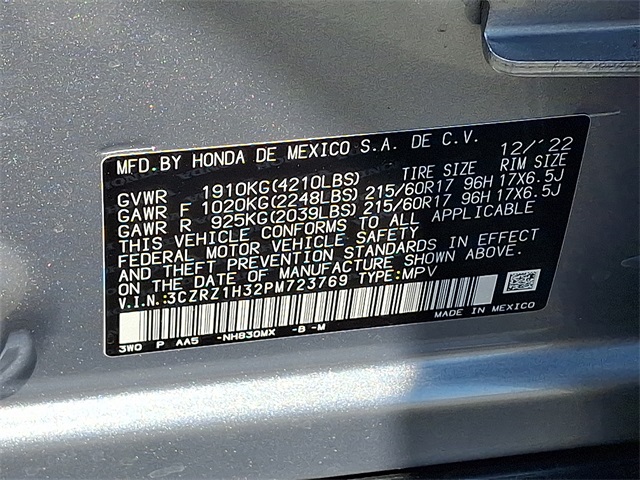 MFD.BY HONDA DE MEXICO S.A. DE C.V. 12/'22
TIRE SIZE RIM SIZE
GVWR 1910KG(4210LBS)
GAWR F 1020KG(2248LBS) 215/60R17 96H 17X6.5J
GAWR R 925KG(2039LBS) 215/60R17 96H 17X6.5J
THIS VEHICLE CONFORMS TO ALL APPLICABLE
FEDERAL MOTOR VEHICLE SAFETY
AND THEFT PREVENTION STANDARDS IN EFFECT
ON THE DATE OF MANUFACTURE SHOWN ABOVE.
V.I.N.:3CZRZ1H32PM723769 TYPE:MPV
MADE IN MEXICO
3W0 P AA5 -NH830MX -B -M